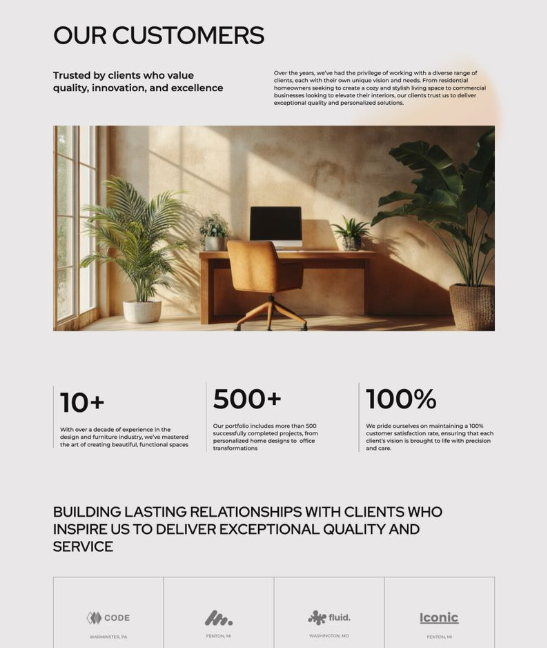 OUR CUSTOMERS
Trusted by clients who value
quality, innovation, and excellence
Over the years, we've had the privilege of working with a diverse range of
clients, each with their own unique vision and needs. From residential
homeowners seeking to create a cozy and stylish living space to commercial
businesses looking to elevate their interiors, our clients trust us to deliver
exceptional quality and personalized solutions.
10+
With over a decade of experience in the
design and furniture industry, we've mastered
the art of creating beautiful, functional spaces
500+
Our portfolio includes more than 500
successfully completed projects, from
personalized home designs to office
transformations
100%
We pride ourselves on maintaining a 100%
customer satisfaction rate, ensuring that each
client's vision is brought to life with precision
and care.
BUILDING LASTING RELATIONSHIPS WITH CLIENTS WHO
INSPIRE US TO DELIVER EXCEPTIONAL QUALITY AND
SERVICE
CODE
fluid.
Iconic
FENTON, MI
WASHINGTON, MO
FENTON, MI